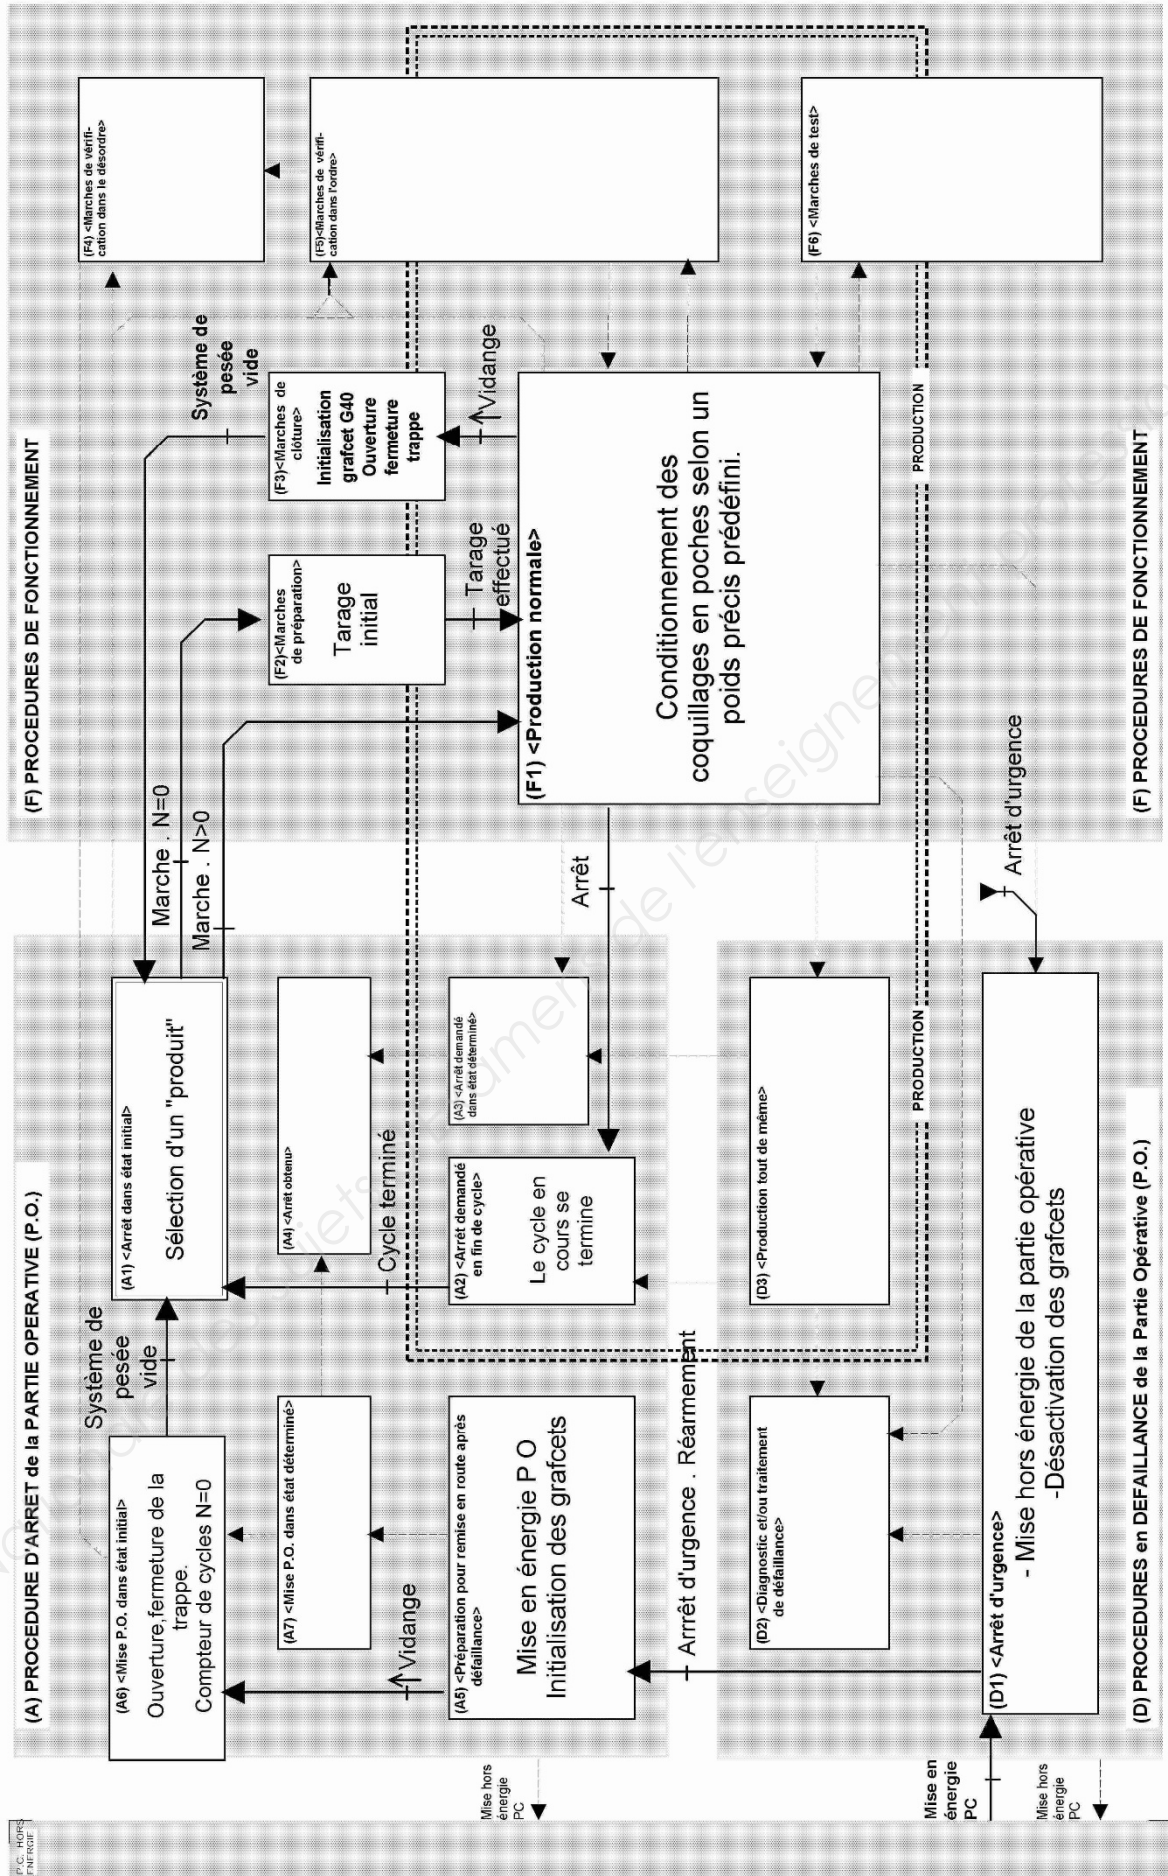 P.C. HORS
ENERGIE
(A) PROCEDURE D'ARRET de la PARTIE OPERATIVE (P.O.)
(F) PROCEDURES DE FONCTIONNEMENT
(A6) <Mise P.O. dans état initial>
Ouverture,fermeture de la
trappe.
Compteur de cycles N=0
Système de
pesée
vide
(A1) <Arrêt dans état initial>
Sélection d'un "produit"
Marche . N=0
Marche . N>0
Système de
pesée
vide
(F4) <Marches de vérifi-
cation dans le désordre>
(A7) <Mise P.O. dans état déterminé>
(A4) <Arrêt obtenu>
(F2)<Marches
de préparation>
Tarage
initial
(F3)<Marches de
clôture>
Initialisation
grafcet G40
Ouverture
fermeture
trappe
(F5)<Marches de vérifi-
cation dans l'ordre>
Vidange
Cycle terminé
Tarage
effectué
Vidange
(A5) <Préparation pour remise en route après
défaillance>
Mise en énergie P O
Initialisation des grafcets
(A2) <Arrêt demandé
en fin de cycle>
Le cycle en
cours se
termine
(A3) <Arrêt demandé
dans état déterminé>
Arrêt
(F1) <Production normale>
Conditionnement des
coquillages en poches selon un
poids précis prédéfini.
Mise hors
énergie
PC
Arrrêt d'urgence . Réarmement
(D2) <Diagnostic et/ou traitement
de défaillance>
(D3) <Production tout de même>
(F6) <Marches de test>
PRODUCTION
PRODUCTION
Mise en
énergie
PC
(D1) <Arrêt d'urgence>
- Mise hors énergie de la partie opérative
-Désactivation des grafcets
Arrêt d'urgence
Mise hors
énergie
PC
(D) PROCEDURES en DEFAILLANCE de la Partie Opérative (P.O.)
(F) PROCEDURES DE FONCTIONNEMENT